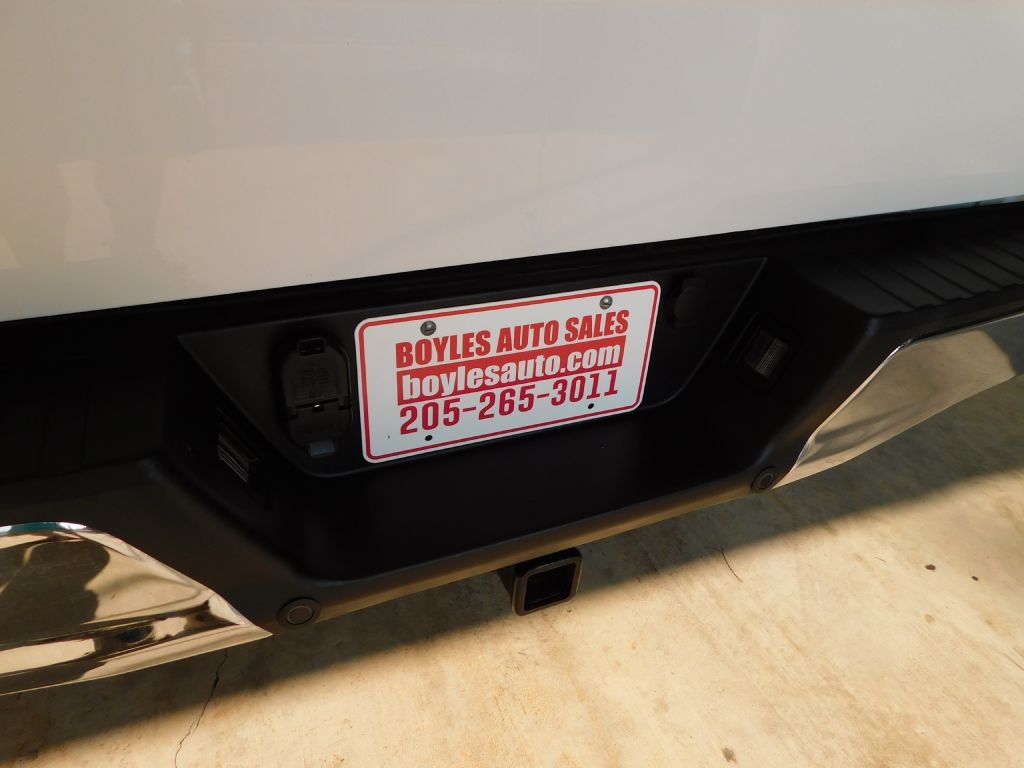 BOYLES AUTO SALES
boylesauto.com
205-265-3011